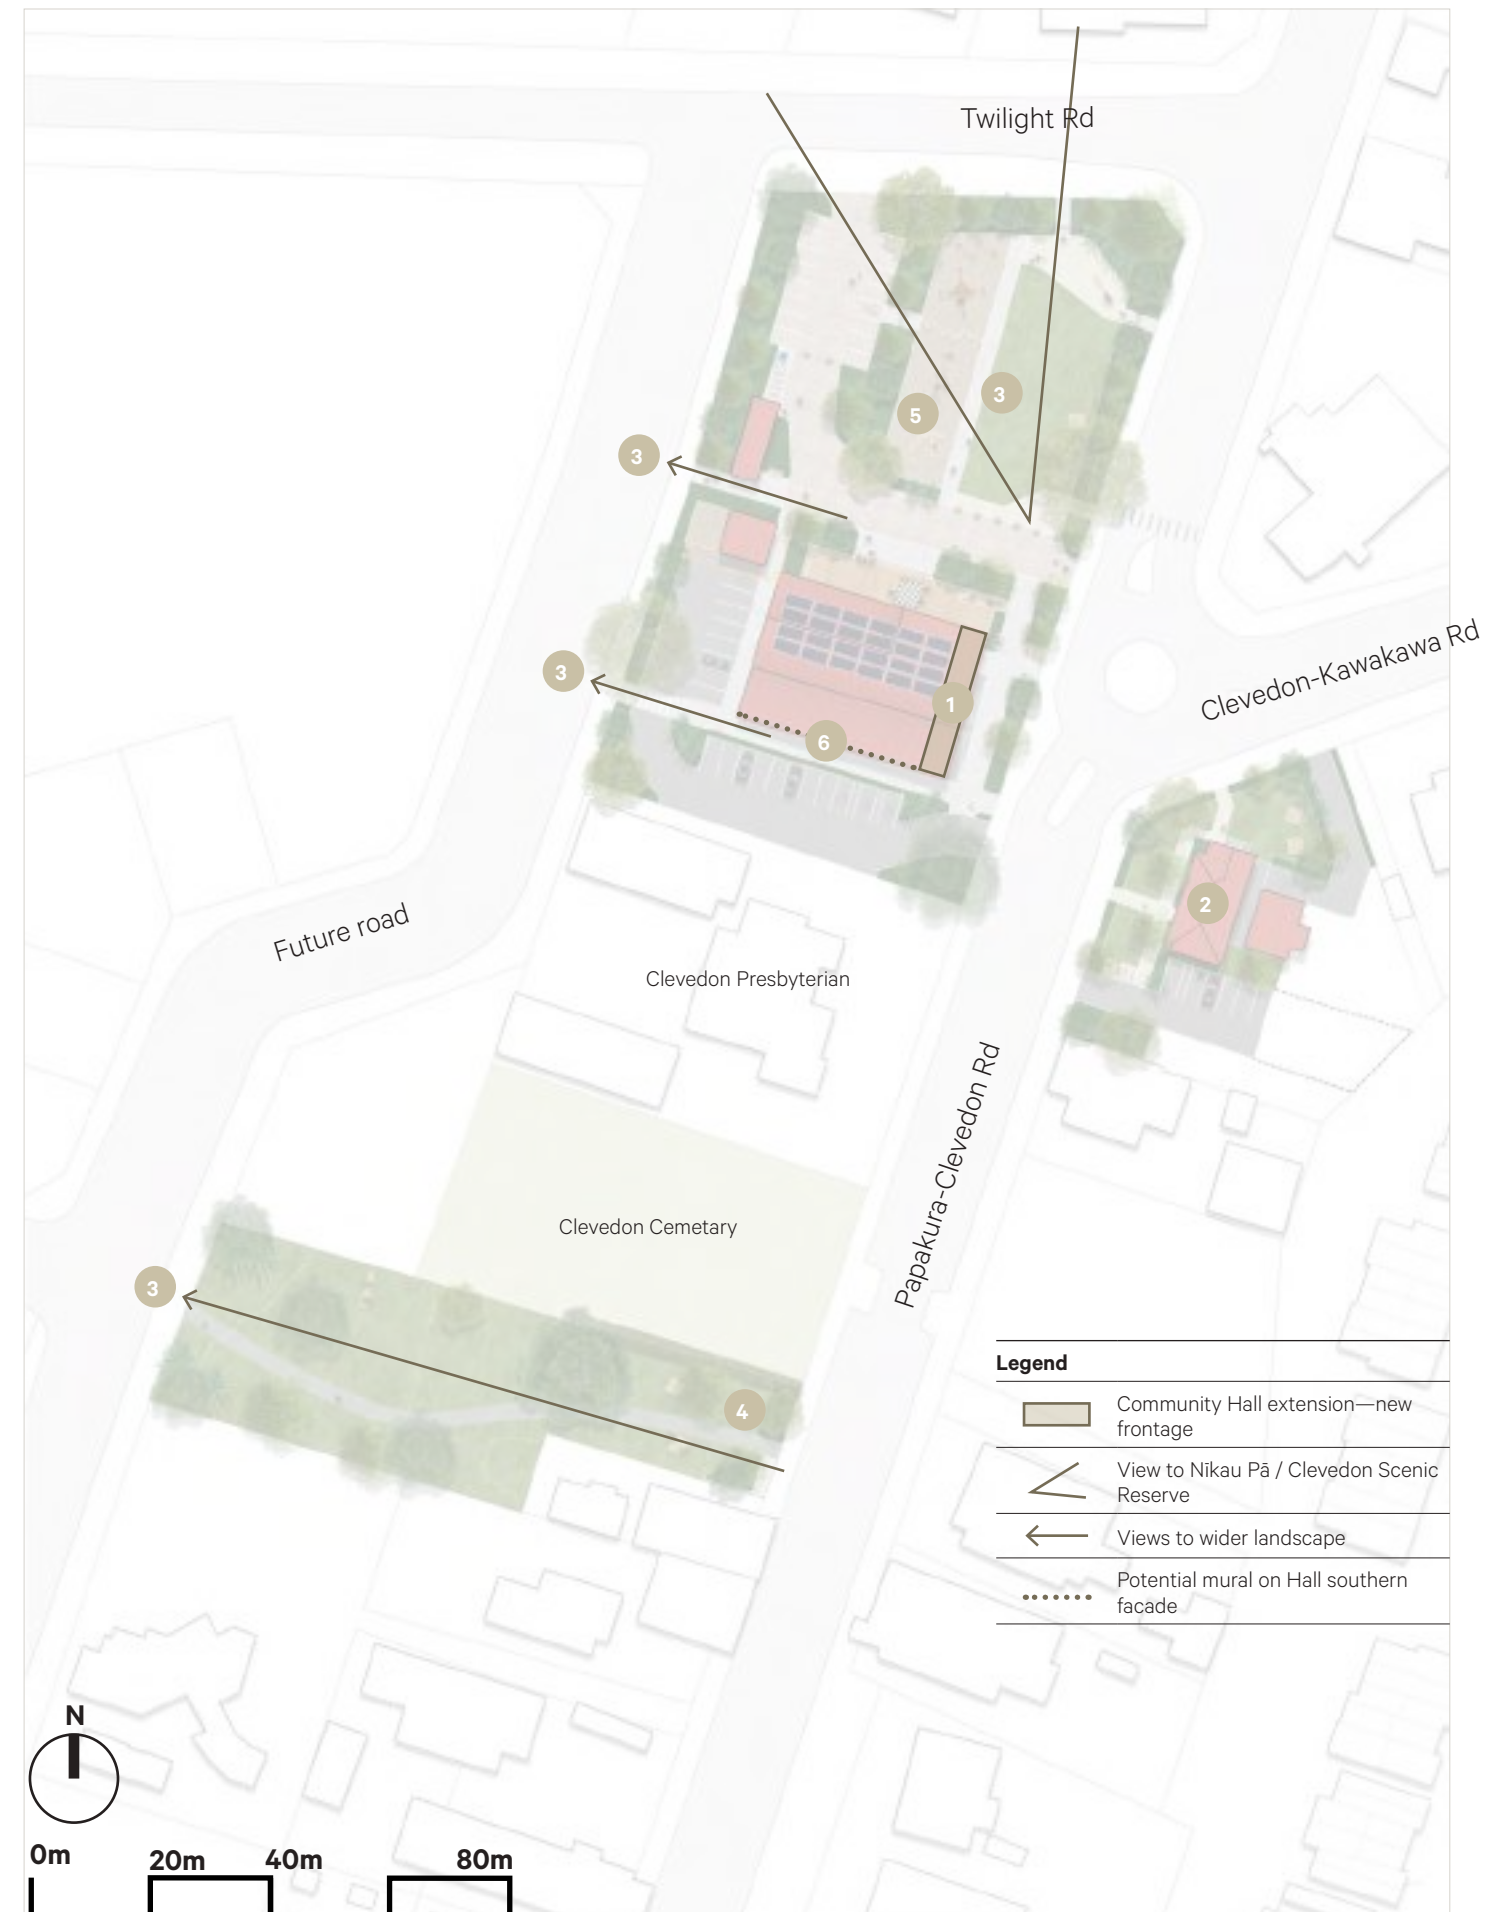 Twilight Rd
5
3
3
3
1
6
Clevedon-Kawakawa Rd
2
Future road
Clevedon Presbyterian
Papakura-Clevedon Rd
Clevedon Cemetary
3
4
Legend
Community Hall extension—new
frontage
View to Nīkau Pā / Clevedon Scenic
Reserve
Views to wider landscape
Potential mural on Hall southern
facade
N
0m
20m
40m
80m